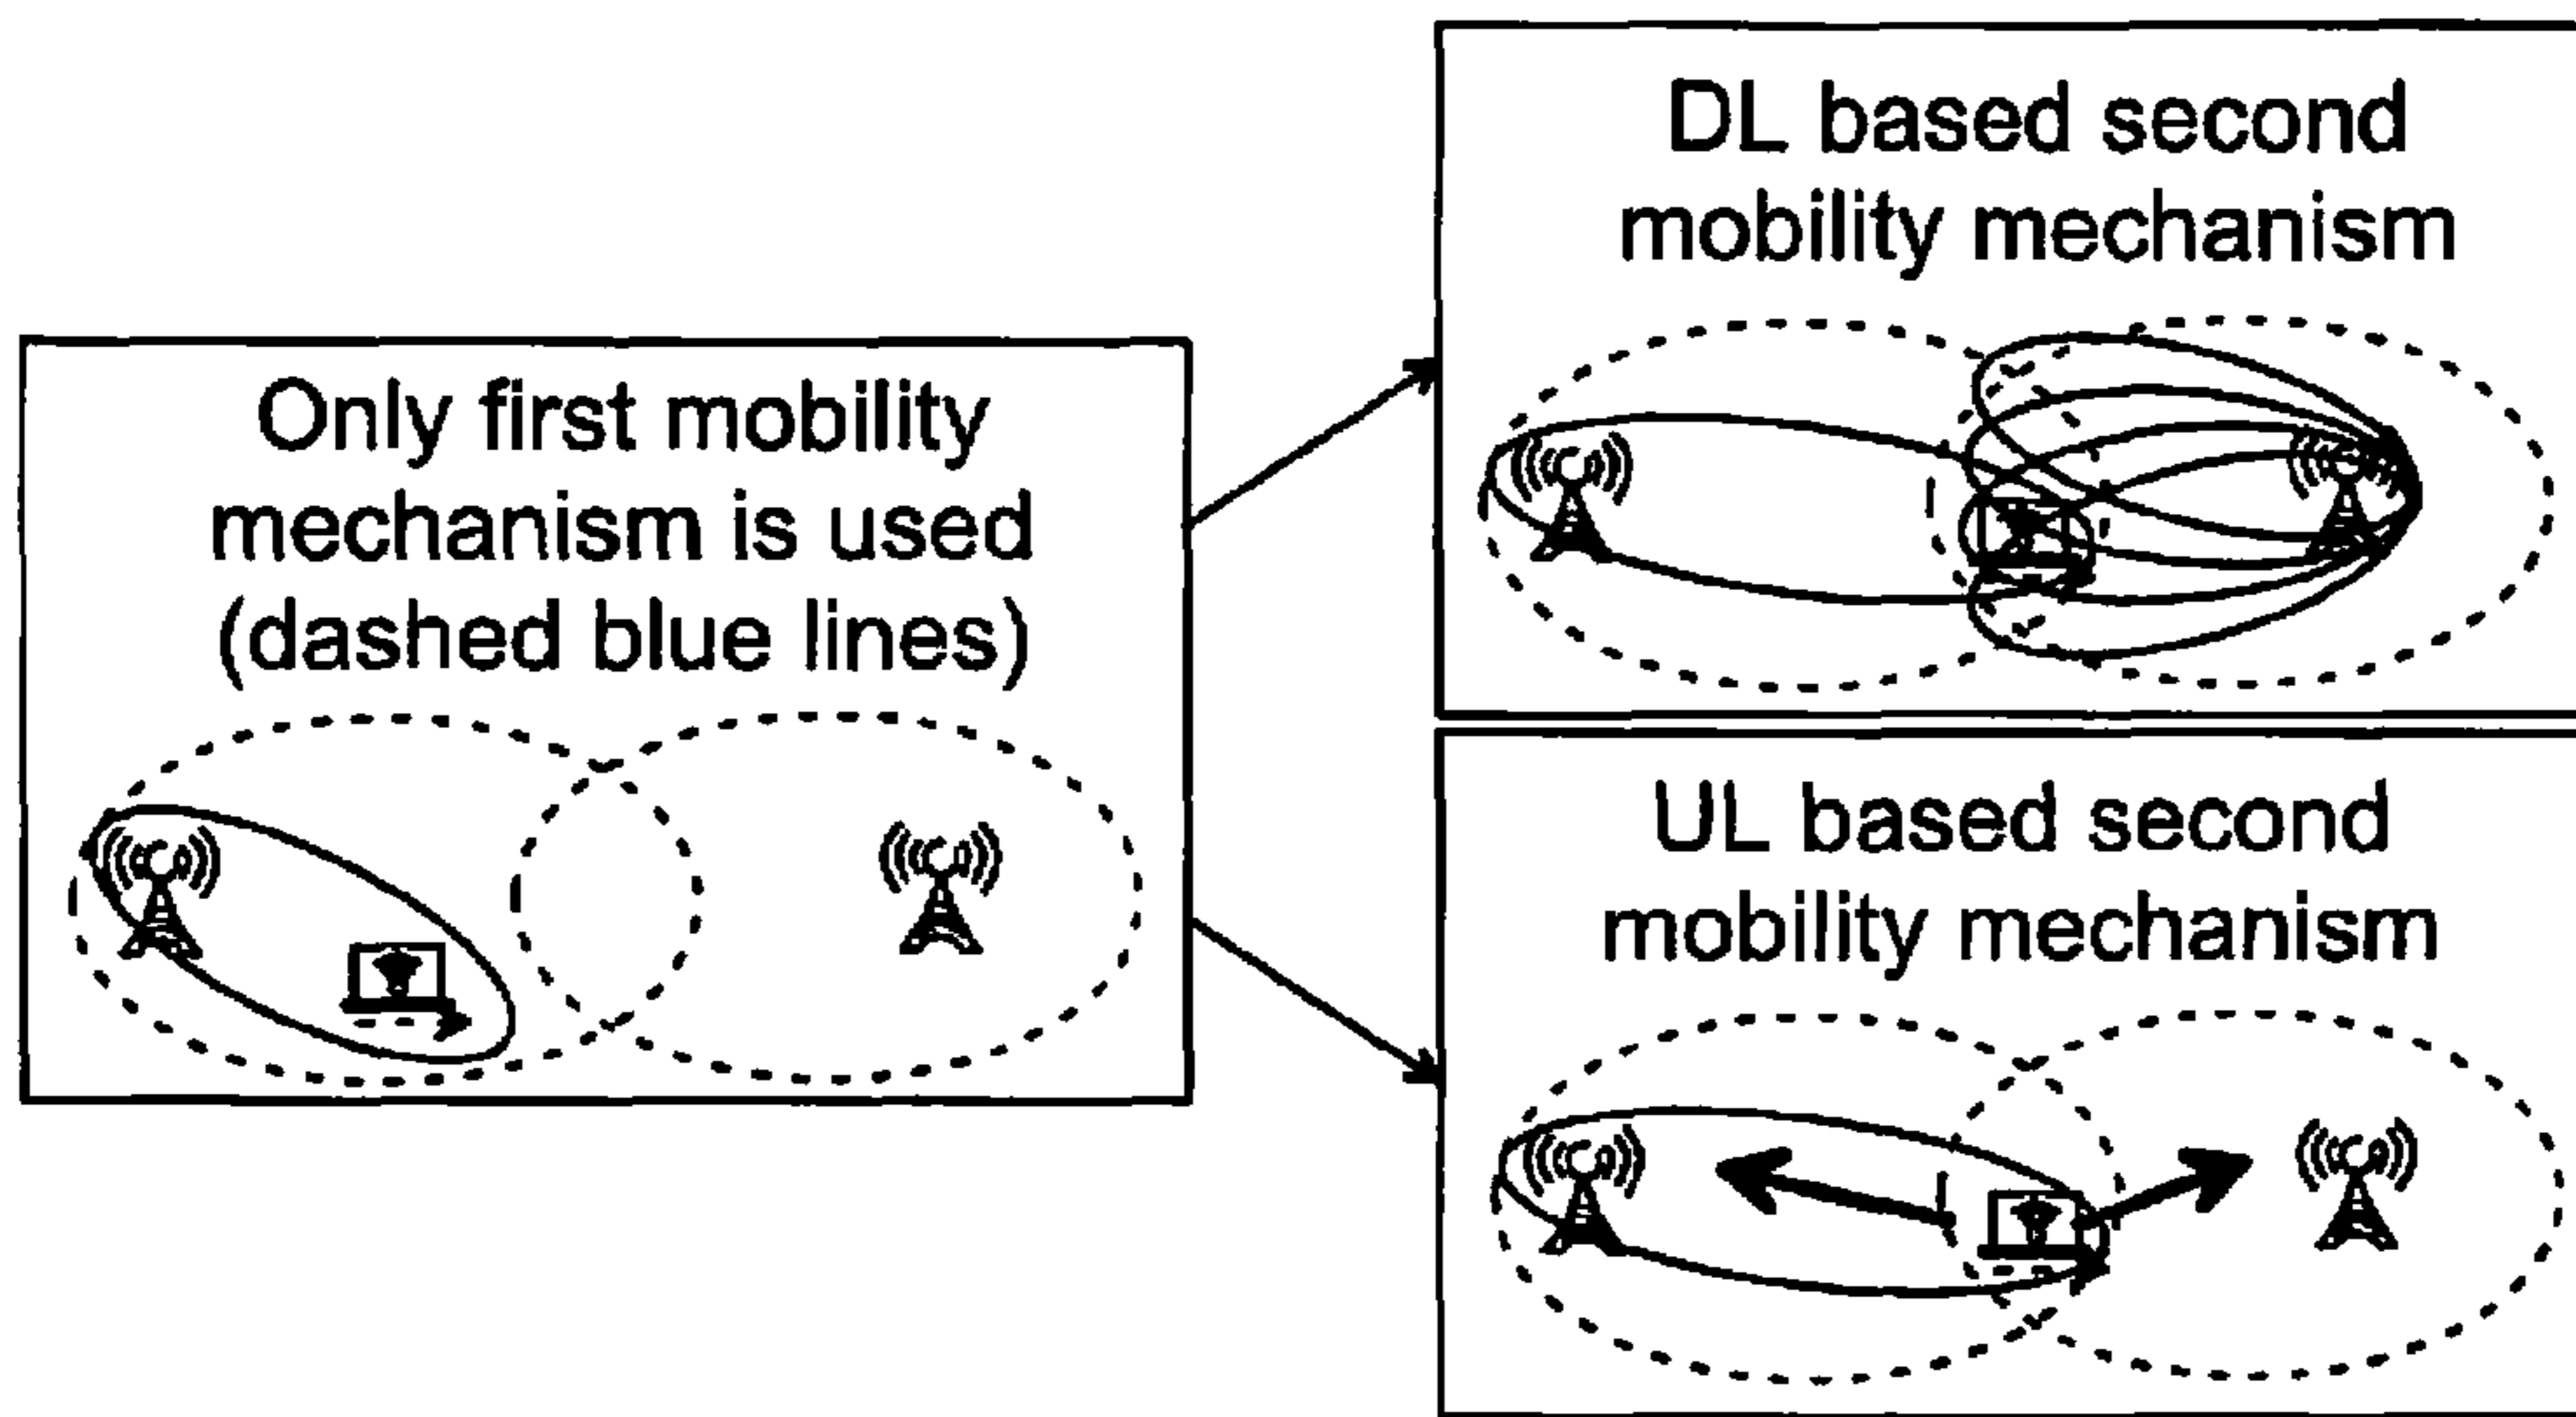 Only first mobility
mechanism is used
(dashed blue lines)
DL based second
mobility mechanism
UL based second
mobility mechanism